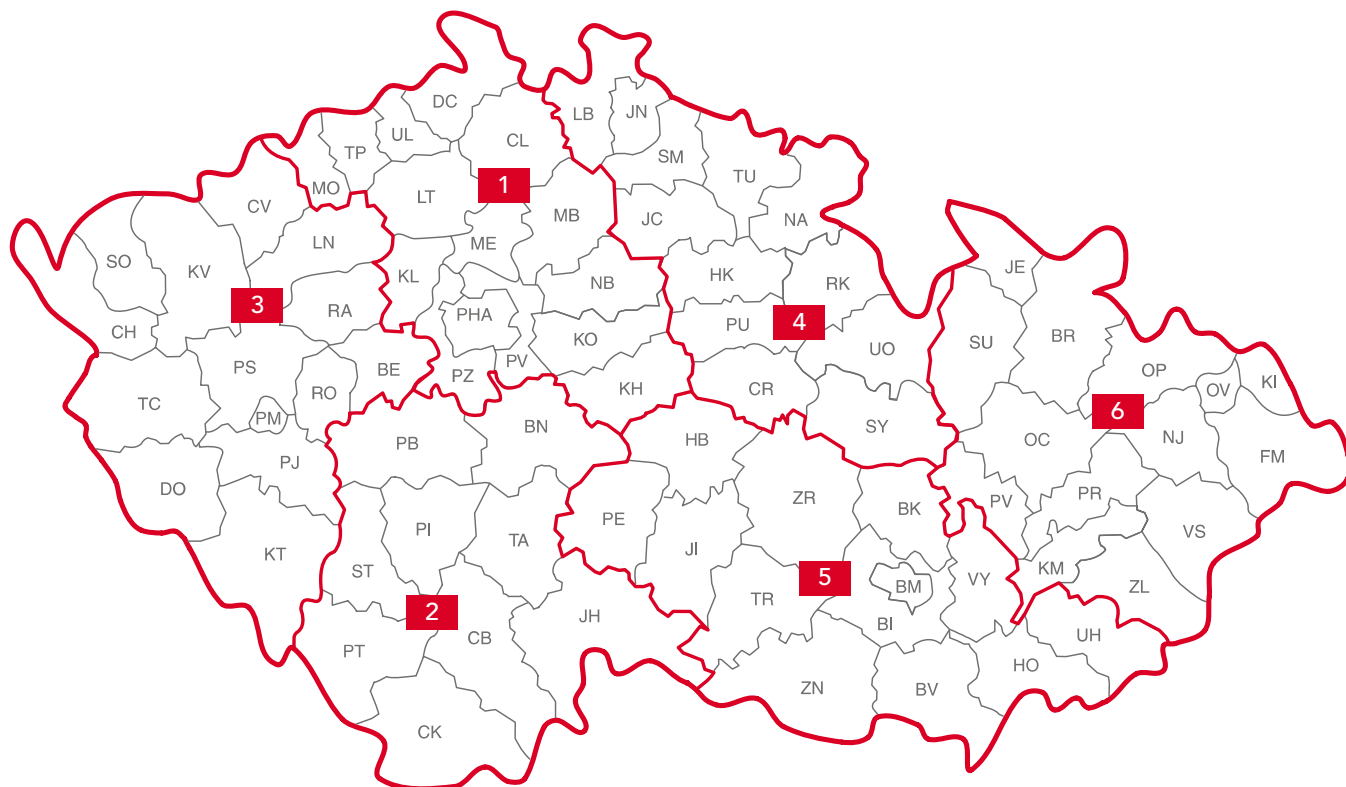 DC
LB
JN
UL
CL
TP
SM
MO
TU
1
LT
CV
MB
JC
NA
LN
ME
SO
KV
KL
NB
HK
JE
RK
3
RA
PHA
4
CH
PU
KO
SU
BR
PS
BE
PZ
PV
UO
OP
KI
RO
KH
CR
OV
TC
PM
6
PB
BN
HB
SY
OC
NJ
FM
PJ
DO
ZR
PV
PR
PI
PE
BK
VS
KT
TA
JI
ST
5
BM
VY
KM
ZL
2
TR
JH
BI
PT
CB
UH
HO
ZN
BV
CK